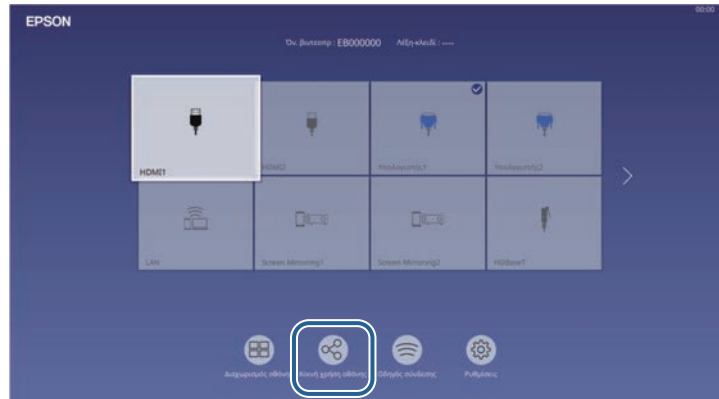 00:00
EPSON
Όν. βιντεοπρ : EB000000 Λέξη-κλειδί : ----
HDMI1
HDMI2
Υπολογιστής1
Υπολογιστής2
LAN
Screen Mirroring1
Screen Mirroring2
HDBaseT
Διαχωρισμός οθόνης
Κοινή χρήση οθόνης
Οδηγός σύνδεσης
Ρυθμίσεις